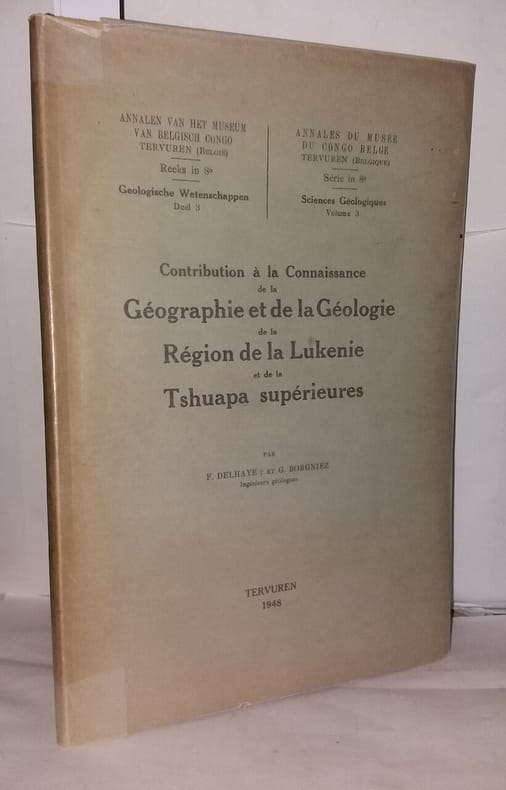 ANNALEN VAN HET MUSEUM
VAN BELGISCH CONGO
TERVUREN (BELGIË)
Reeks in 8º
Geologische Wetenschappen
Deel 3
ANNALES DU MUSÉE
DU CONGO BELGE
TERVUREN (BELGIQUE)
Série in 8º
Sciences Géologiques
Volume 3
Contribution à la Connaissance
de la
Géographie et de la Géologie
de la
Région de la Lukenie
et de la
Tshuapa supérieures
PAR
F. DELHAYE † ET G. BORGNIEZ
Ingénieurs géologues
TERVUREN
1948